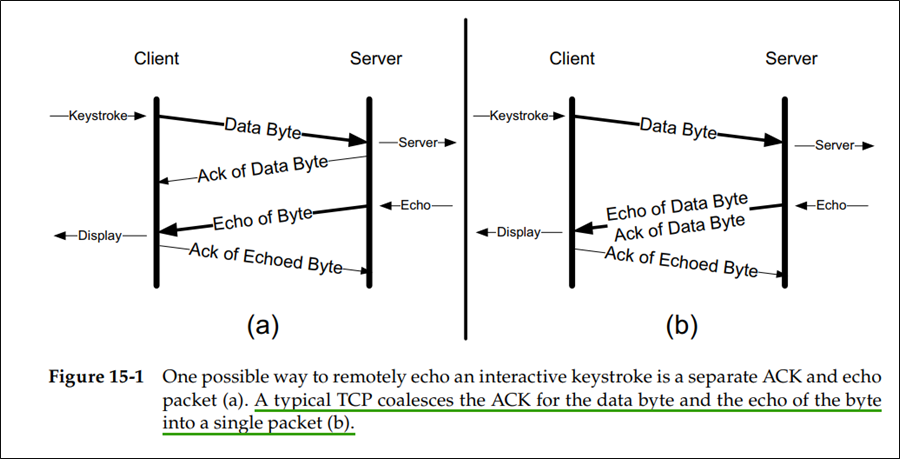 Client
Server
Keystroke
Data Byte
Server
Ack of Data Byte
Echo of Byte
Echo
Display
Ack of Echoed Byte
(a)
Client
Server
Keystroke
Data Byte
Server
Echo of Data Byte
Ack of Data Byte
Echo
Display
Ack of Echoed Byte
(b)
Figure 15-1 One possible way to remotely echo an interactive keystroke is a separate ACK and echo
packet (a). A typical TCP coalesces the ACK for the data byte and the echo of the byte
into a single packet (b).